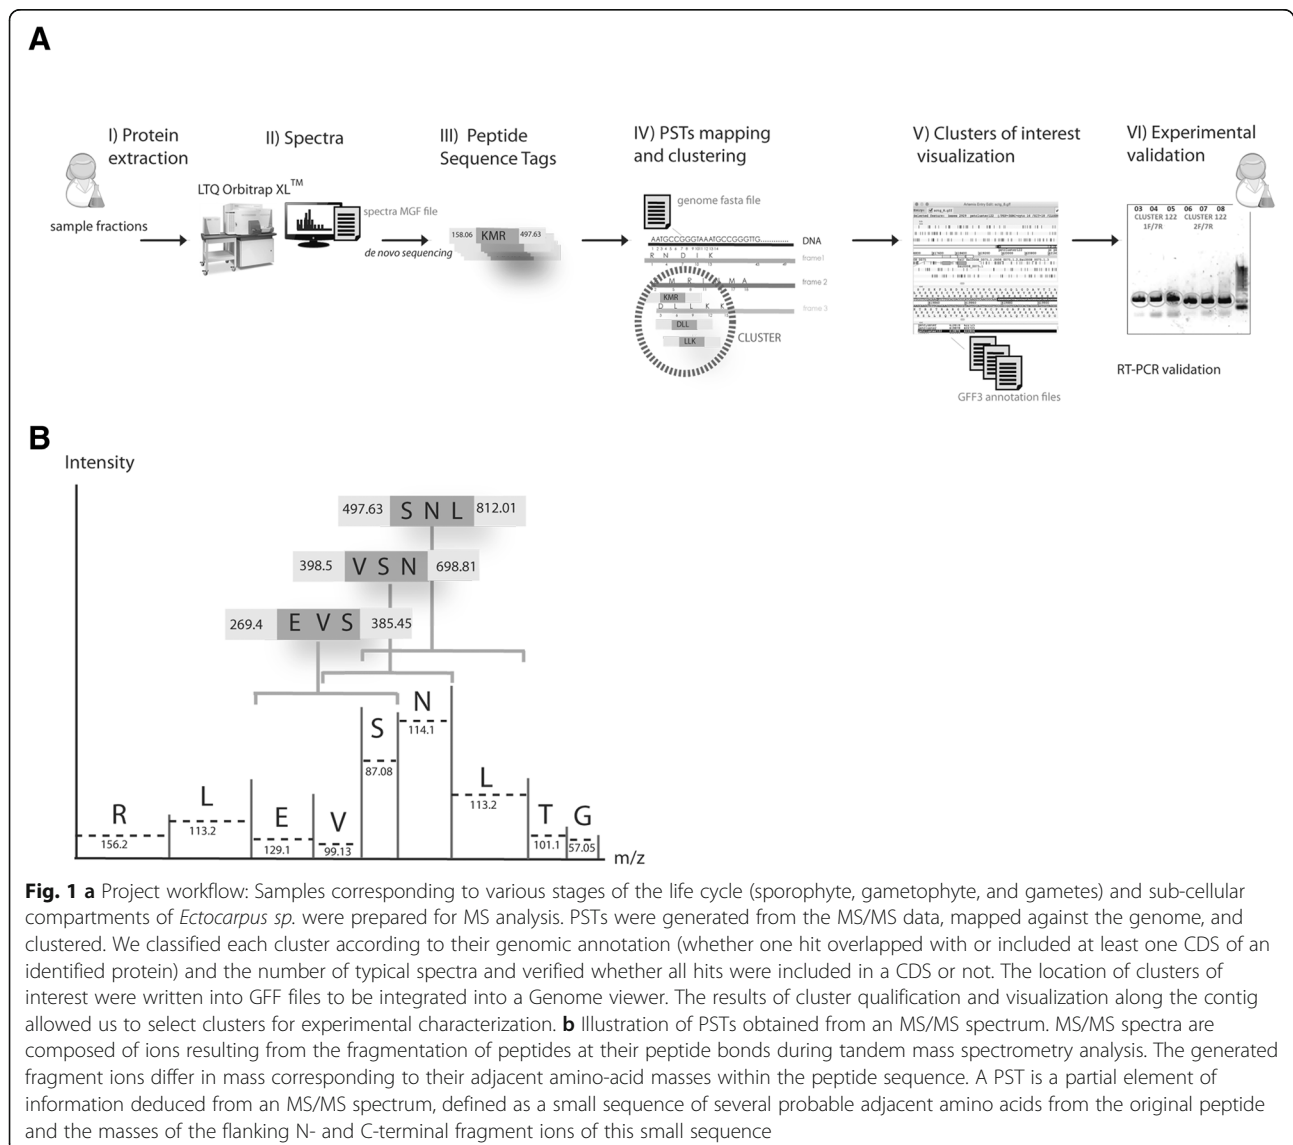 A
I) Protein
extraction
II) Spectra
III) Peptide
Sequence Tags
IV) PSTs mapping
and clustering
V) Clusters of interest
visualization
VI) Experimental
validation
sample fractions
LTQ Orbitrap XL™
spectra MGF file
de novo sequencing
158.06 KMR 497.63
genome fasta file
AATGCCGGGTAAATGCCGGGTTG..............
DNA
R N D I K
frame1
frame 2
KMR
D L L K K
frame 3
DLL
LLK
CLUSTER
GFF3 annotation files
03 04 05 06 07 08
CLUSTER 122 CLUSTER 122
1F/7R 2F/7R
RT-PCR validation
B
Intensity
497.63 S N L 812.01
398.5 V S N 698.81
269.4 E V S 385.45
R
156.2
L
113.2
E
129.1
V
99.13
S
87.08
N
114.1
L
113.2
T
101.1
G
57.05
m/z
Fig. 1 a Project workflow: Samples corresponding to various stages of the life cycle (sporophyte, gametophyte, and gametes) and sub-cellular
compartments of Ectocarpus sp. were prepared for MS analysis. PSTs were generated from the MS/MS data, mapped against the genome, and
clustered. We classified each cluster according to their genomic annotation (whether one hit overlapped with or included at least one CDS of an
identified protein) and the number of typical spectra and verified whether all hits were included in a CDS or not. The location of clusters of
interest were written into GFF files to be integrated into a Genome viewer. The results of cluster qualification and visualization along the contig
allowed us to select clusters for experimental characterization. b Illustration of PSTs obtained from an MS/MS spectrum. MS/MS spectra are
composed of ions resulting from the fragmentation of peptides at their peptide bonds during tandem mass spectrometry analysis. The generated
fragment ions differ in mass corresponding to their adjacent amino-acid masses within the peptide sequence. A PST is a partial element of
information deduced from an MS/MS spectrum, defined as a small sequence of several probable adjacent amino acids from the original peptide
and the masses of the flanking N- and C-terminal fragment ions of this small sequence